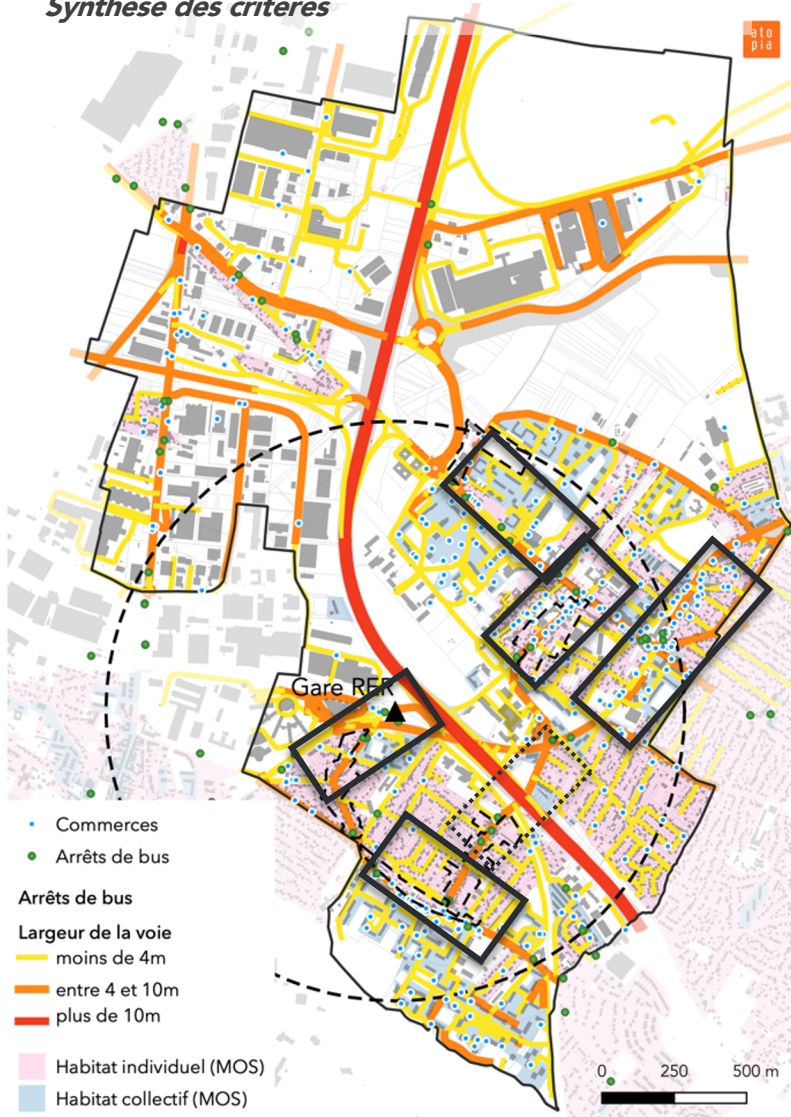 Synthèse des critères
ato
pia
Gare RER
Commerces
Arrêts de bus
Arrêts de bus
Largeur de la voie
moins de 4m
entre 4 et 10m
plus de 10m
Habitat individuel (MOS)
Habitat collectif (MOS)
0 250 500 m